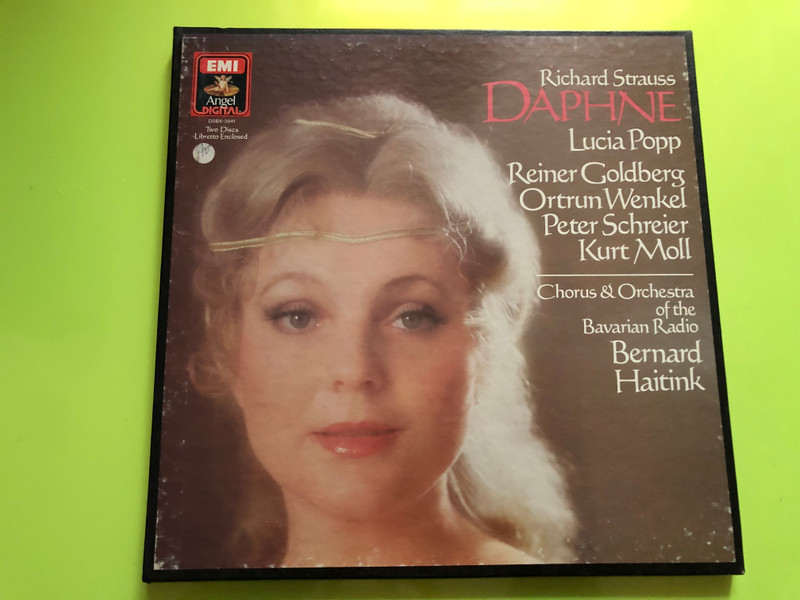 EMI
Angel
DIGITAL
DSBX-3941
Two Discs
Libretto Enclosed
Richard Strauss
DAPHNE
Lucia Popp
Reiner Goldberg
Ortrun Wenkel
Peter Schreier
Kurt Moll
Chorus & Orchestra
of the
Bavarian Radio
Bernard
Haitink